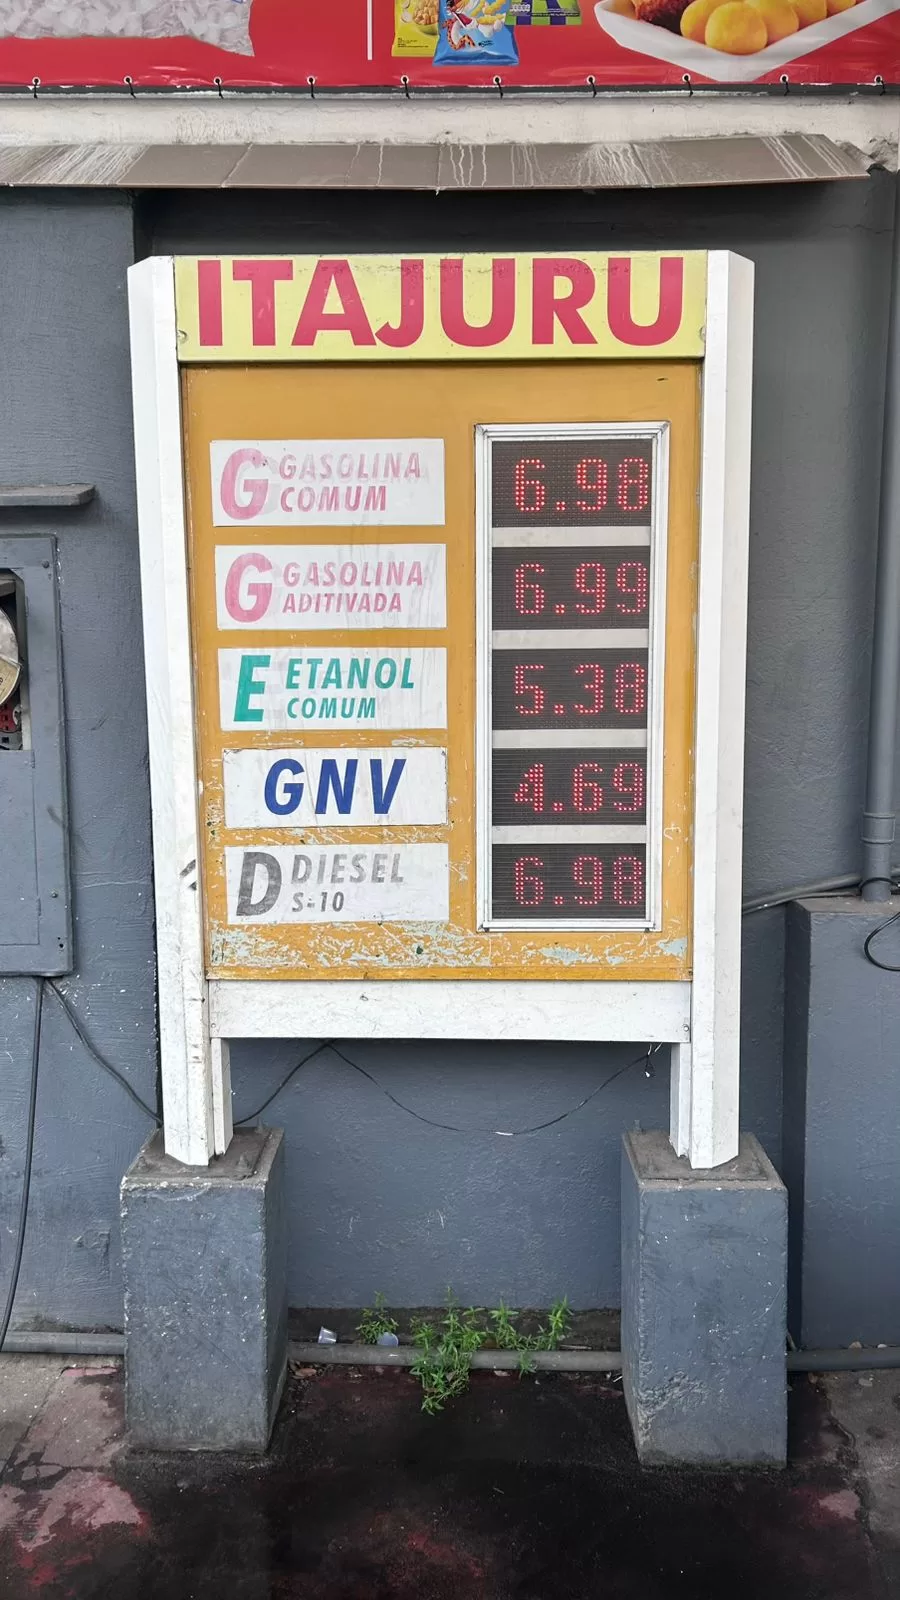 ITAJURU
G GASOLINA
COMUM
6.98
G GASOLINA
ADITIVADA
6.99
E ETANOL
COMUM
5.38
GNV
4.69
D DIESEL
S-10
6.98